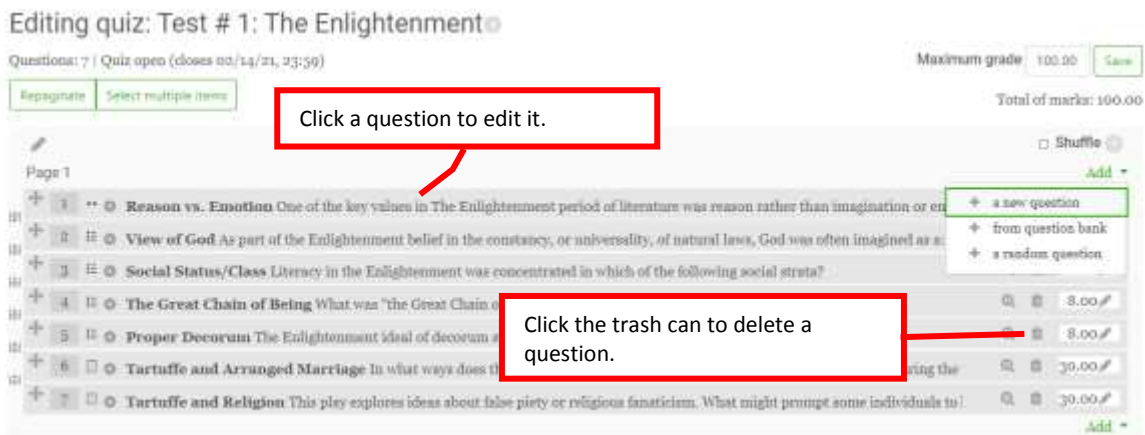 Editing quiz: Test # 1: The Enlightenment
Questions: 7 | Quiz open (closes 02/14/21, 23:59)
Maximum grade 100.00 Save
Repaginate Select multiple items
Total of marks: 100.00
Click a question to edit it.
Shuffle
Page 1
Add
1 Reason vs. Emotion One of the key values in The Enlightenment period of literature was reason rather than imagination or en
+ a new question
2 View of God As part of the Enlightenment belief in the constancy, or universality, of natural laws, God was often imagined as a
+ from question bank
3 Social Status/Class Literacy in the Enlightenment was concentrated in which of the following social strata?
+ a random question
4 The Great Chain of Being What was "the Great Chain o
8.00
Click the trash can to delete a
question.
5 Proper Decorum The Enlightenment ideal of decorum
8.00
6 Tartuffe and Arranged Marriage In what ways does th
ring the
30.00
7 Tartuffe and Religion This play explores ideas about false piety or religious fanaticism. What might prompt some individuals to
30.00
Add